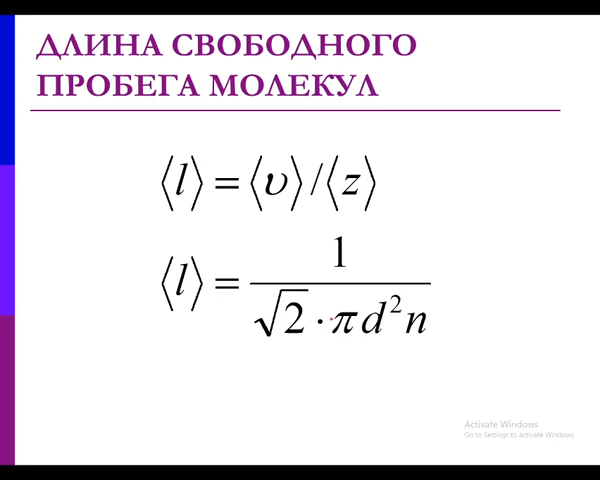 ДЛИНА СВОБОДНОГО
ПРОБЕГА МОЛЕКУЛ
⟨l⟩ = ⟨υ⟩ / ⟨z⟩
⟨l⟩ = 1 / (√2 · πd²n)
Activate Windows
Go to Settings to activate Windows.